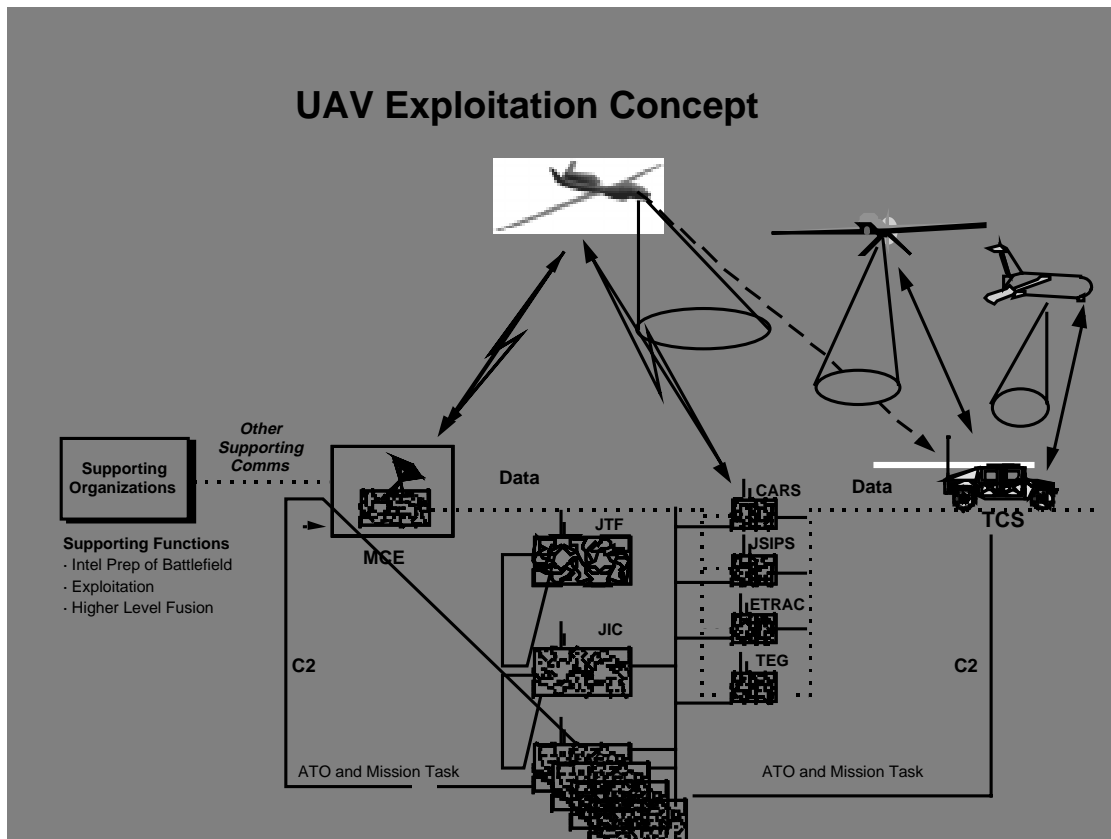 UAV Exploitation Concept
Other
Supporting
Comms
Supporting
Organizations
Data
CARS
Data
TCS
JTF
MCE
JSIPS
Supporting Functions
· Intel Prep of Battlefield
· Exploitation
· Higher Level Fusion
ETRAC
JIC
TEG
C2
C2
ATO and Mission Task
ATO and Mission Task